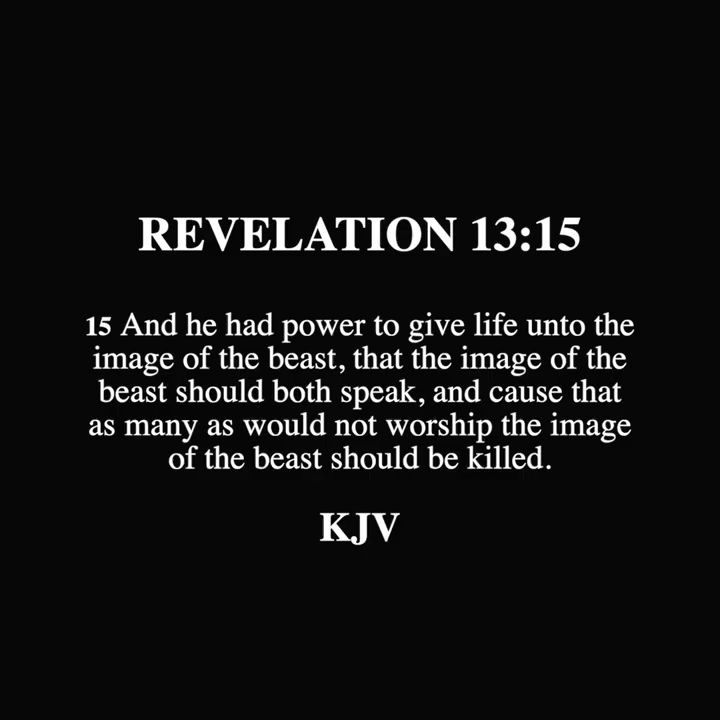 REVELATION 13:15
15 And he had power to give life unto the
image of the beast, that the image of the
beast should both speak, and cause that
as many as would not worship the image
of the beast should be killed.
KJV